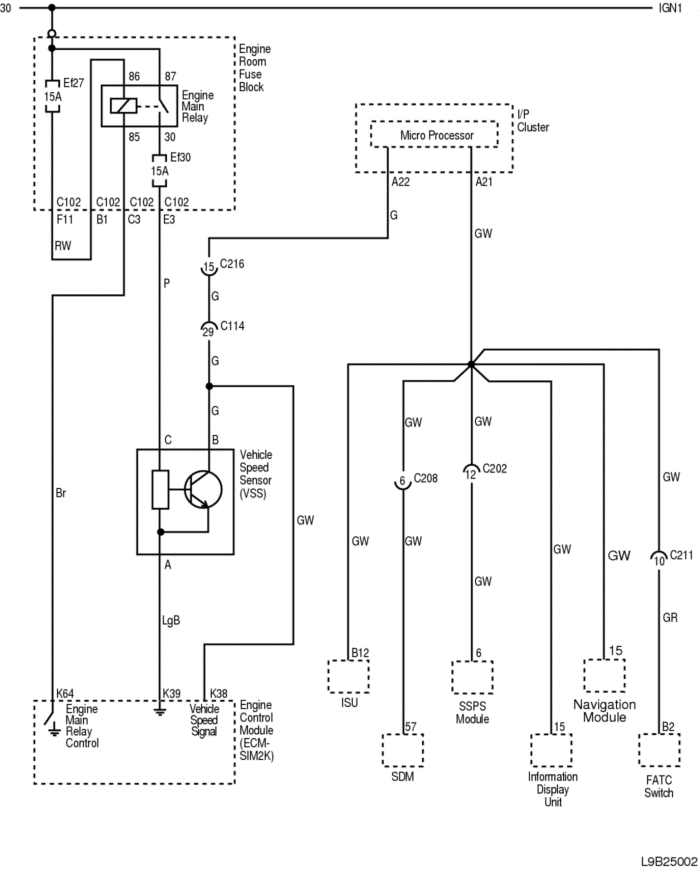 30
IGN1
Engine
Room
Fuse
Block
Ef27
15A
86
87
Engine
Main
Relay
85
30
Ef30
15A
C102
C102
C102
C102
F11
B1
C3
E3
RW
I/P
Cluster
Micro Processor
A22
A21
G
GW
15
C216
G
P
29
C114
G
G
C
B
Vehicle
Speed
Sensor
(VSS)
Br
GW
A
LgB
GW
GW
GW
6
C208
12
C202
GW
GW
GW
GW
GW
10
C211
GR
B12
ISU
6
SSPS
Module
15
Navigation
Module
57
SDM
15
Information
Display
Unit
B2
FATC
Switch
K64
K39
K38
Engine
Main
Relay
Control
Vehicle
Speed
Signal
Engine
Control
Module
(ECM-
SIM2K)
L9B25002